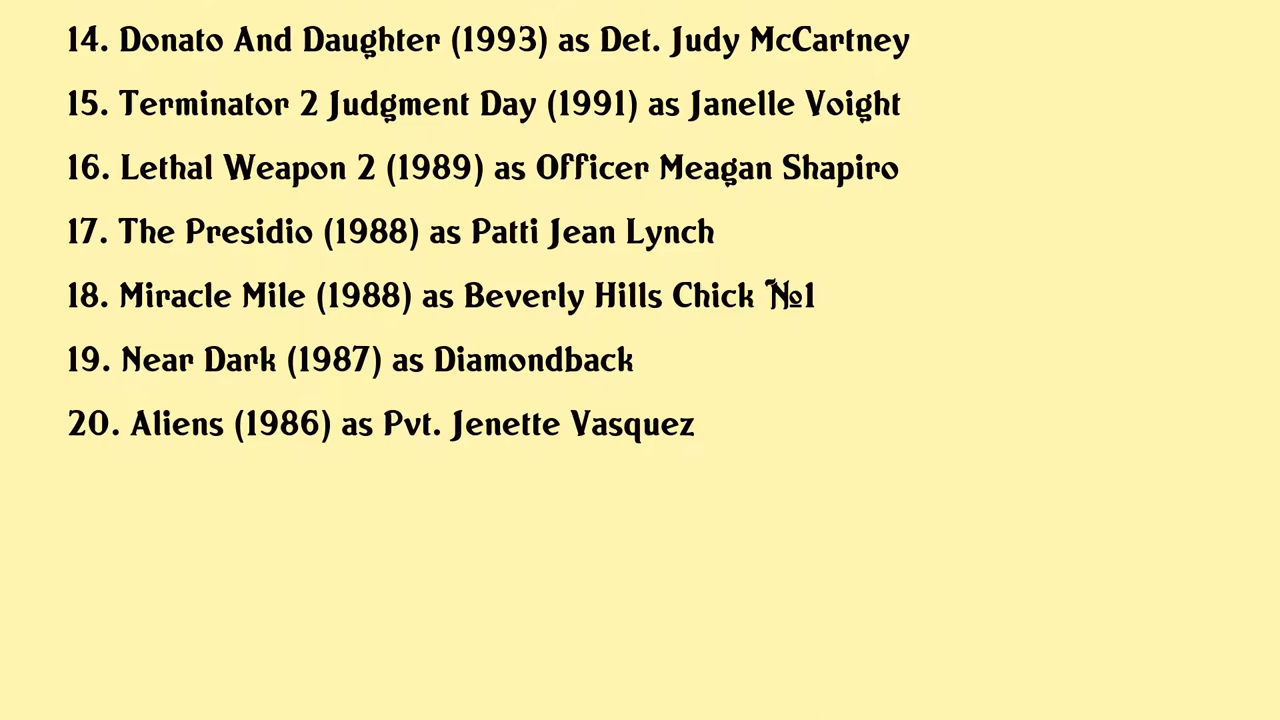 14. Donato And Daughter (1993) as Det. Judy McCartney
15. Terminator 2 Judgment Day (1991) as Janelle Voight
16. Lethal Weapon 2 (1989) as Officer Meagan Shapiro
17. The Presidio (1988) as Patti Jean Lynch
18. Miracle Mile (1988) as Beverly Hills Chick №1
19. Near Dark (1987) as Diamondback
20. Aliens (1986) as Pvt. Jenette Vasquez